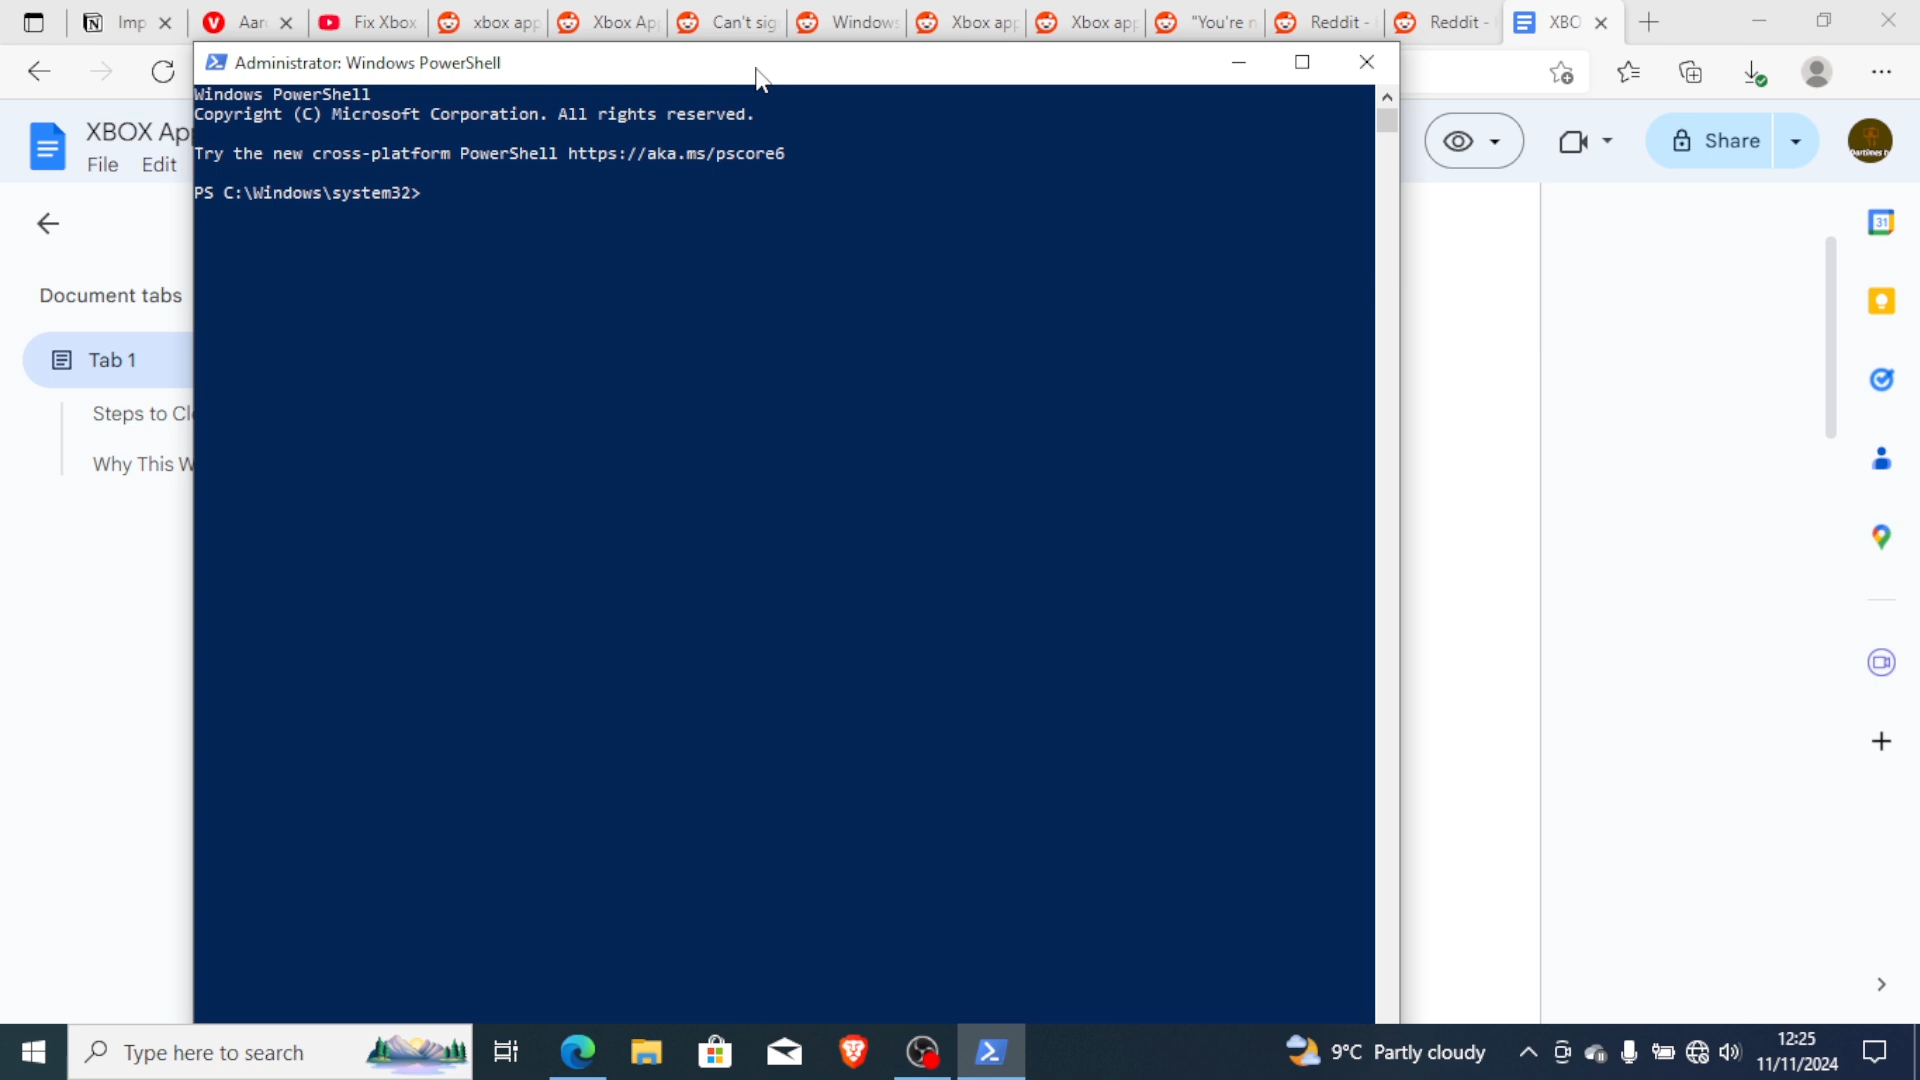 Imp
Aar
Fix Xbox
xbox app
Xbox Ap
Can't sig
Windows
Xbox app
Xbox app
"You're n
Reddit -
Reddit -
XBO
Administrator: Windows PowerShell
Windows PowerShell
Copyright (C) Microsoft Corporation. All rights reserved.
Try the new cross-platform PowerShell https://aka.ms/pscore6
PS C:\Windows\system32>
XBOX Ap
File Edit
Share
Document tabs
Tab 1
Steps to Cl
Why This W
31
Type here to search
9°C Partly cloudy
12:25
11/11/2024